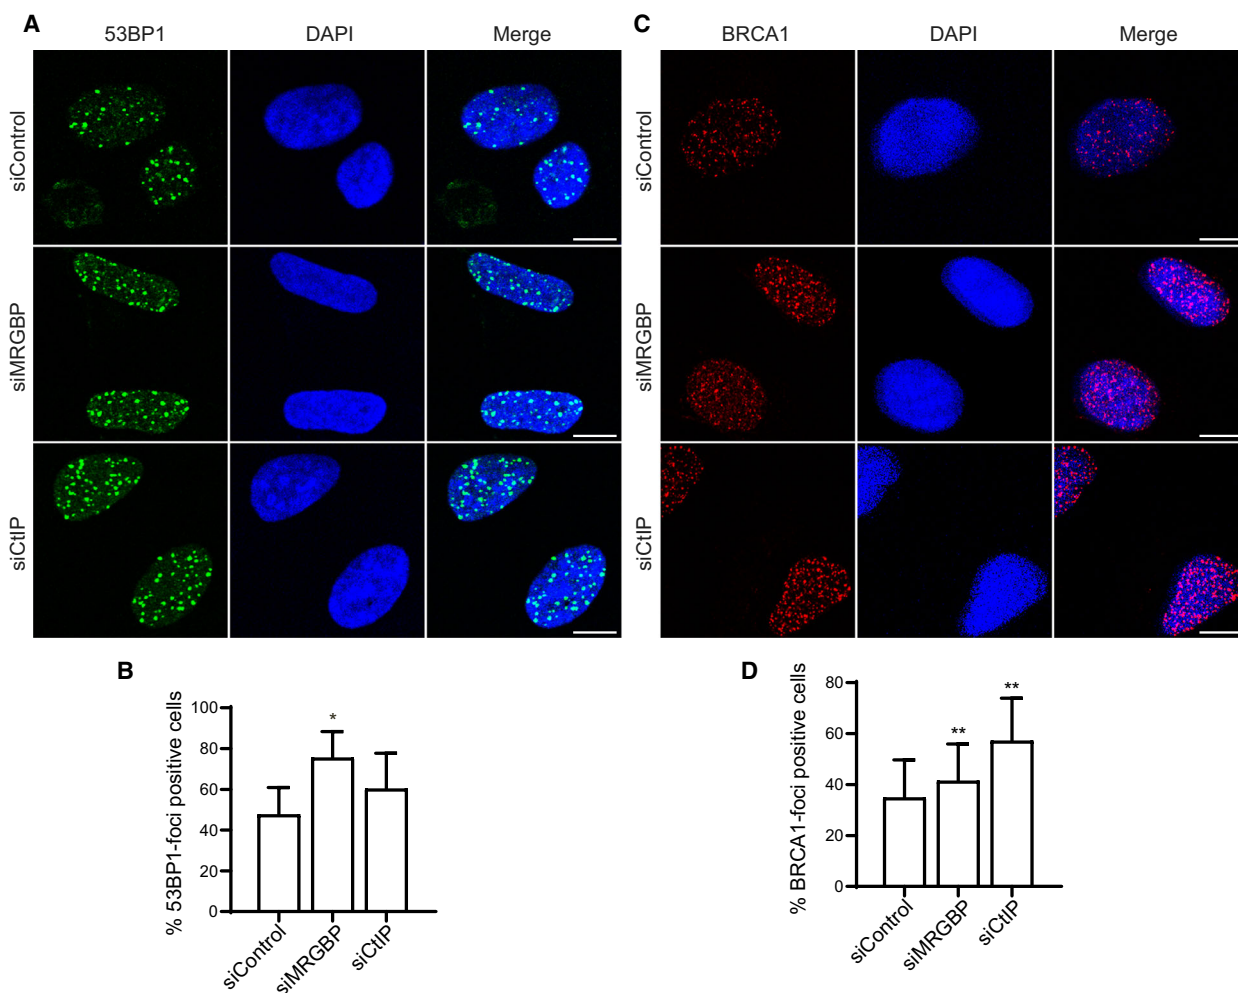 A
53BP1 DAPI Merge
siControl
siMRGBP
siCtIP
C
BRCA1 DAPI Merge
siControl
siMRGBP
siCtIP
B
% 53BP1-foci positive cells
100
80
60
40
20
0
*
siControl
siMRGBP
siCtIP
D
% BRCA1-foci positive cells
80
60
40
20
0
**
**
siControl
siMRGBP
siCtIP